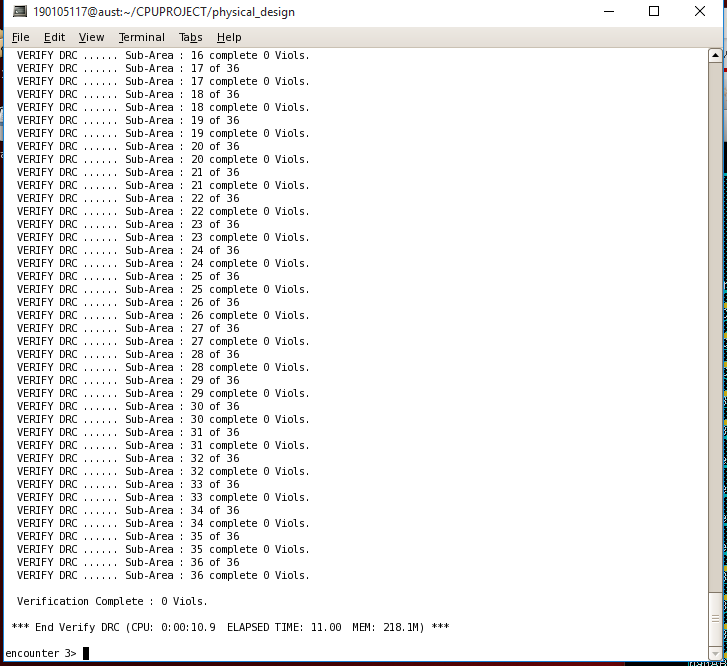 190105117@aust:~/CPUPROJECT/physical_design
File Edit View Terminal Tabs Help
VERIFY DRC ...... Sub-Area : 16 complete 0 Viols.
VERIFY DRC ...... Sub-Area : 17 of 36
VERIFY DRC ...... Sub-Area : 17 complete 0 Viols.
VERIFY DRC ...... Sub-Area : 18 of 36
VERIFY DRC ...... Sub-Area : 18 complete 0 Viols.
VERIFY DRC ...... Sub-Area : 19 of 36
VERIFY DRC ...... Sub-Area : 19 complete 0 Viols.
VERIFY DRC ...... Sub-Area : 20 of 36
VERIFY DRC ...... Sub-Area : 20 complete 0 Viols.
VERIFY DRC ...... Sub-Area : 21 of 36
VERIFY DRC ...... Sub-Area : 21 complete 0 Viols.
VERIFY DRC ...... Sub-Area : 22 of 36
VERIFY DRC ...... Sub-Area : 22 complete 0 Viols.
VERIFY DRC ...... Sub-Area : 23 of 36
VERIFY DRC ...... Sub-Area : 23 complete 0 Viols.
VERIFY DRC ...... Sub-Area : 24 of 36
VERIFY DRC ...... Sub-Area : 24 complete 0 Viols.
VERIFY DRC ...... Sub-Area : 25 of 36
VERIFY DRC ...... Sub-Area : 25 complete 0 Viols.
VERIFY DRC ...... Sub-Area : 26 of 36
VERIFY DRC ...... Sub-Area : 26 complete 0 Viols.
VERIFY DRC ...... Sub-Area : 27 of 36
VERIFY DRC ...... Sub-Area : 27 complete 0 Viols.
VERIFY DRC ...... Sub-Area : 28 of 36
VERIFY DRC ...... Sub-Area : 28 complete 0 Viols.
VERIFY DRC ...... Sub-Area : 29 of 36
VERIFY DRC ...... Sub-Area : 29 complete 0 Viols.
VERIFY DRC ...... Sub-Area : 30 of 36
VERIFY DRC ...... Sub-Area : 30 complete 0 Viols.
VERIFY DRC ...... Sub-Area : 31 of 36
VERIFY DRC ...... Sub-Area : 31 complete 0 Viols.
VERIFY DRC ...... Sub-Area : 32 of 36
VERIFY DRC ...... Sub-Area : 32 complete 0 Viols.
VERIFY DRC ...... Sub-Area : 33 of 36
VERIFY DRC ...... Sub-Area : 33 complete 0 Viols.
VERIFY DRC ...... Sub-Area : 34 of 36
VERIFY DRC ...... Sub-Area : 34 complete 0 Viols.
VERIFY DRC ...... Sub-Area : 35 of 36
VERIFY DRC ...... Sub-Area : 35 complete 0 Viols.
VERIFY DRC ...... Sub-Area : 36 of 36
VERIFY DRC ...... Sub-Area : 36 complete 0 Viols.
Verification Complete : 0 Viols.
*** End Verify DRC (CPU: 0:00:10.9 ELAPSED TIME: 11.00 MEM: 218.1M) ***
encounter 3>